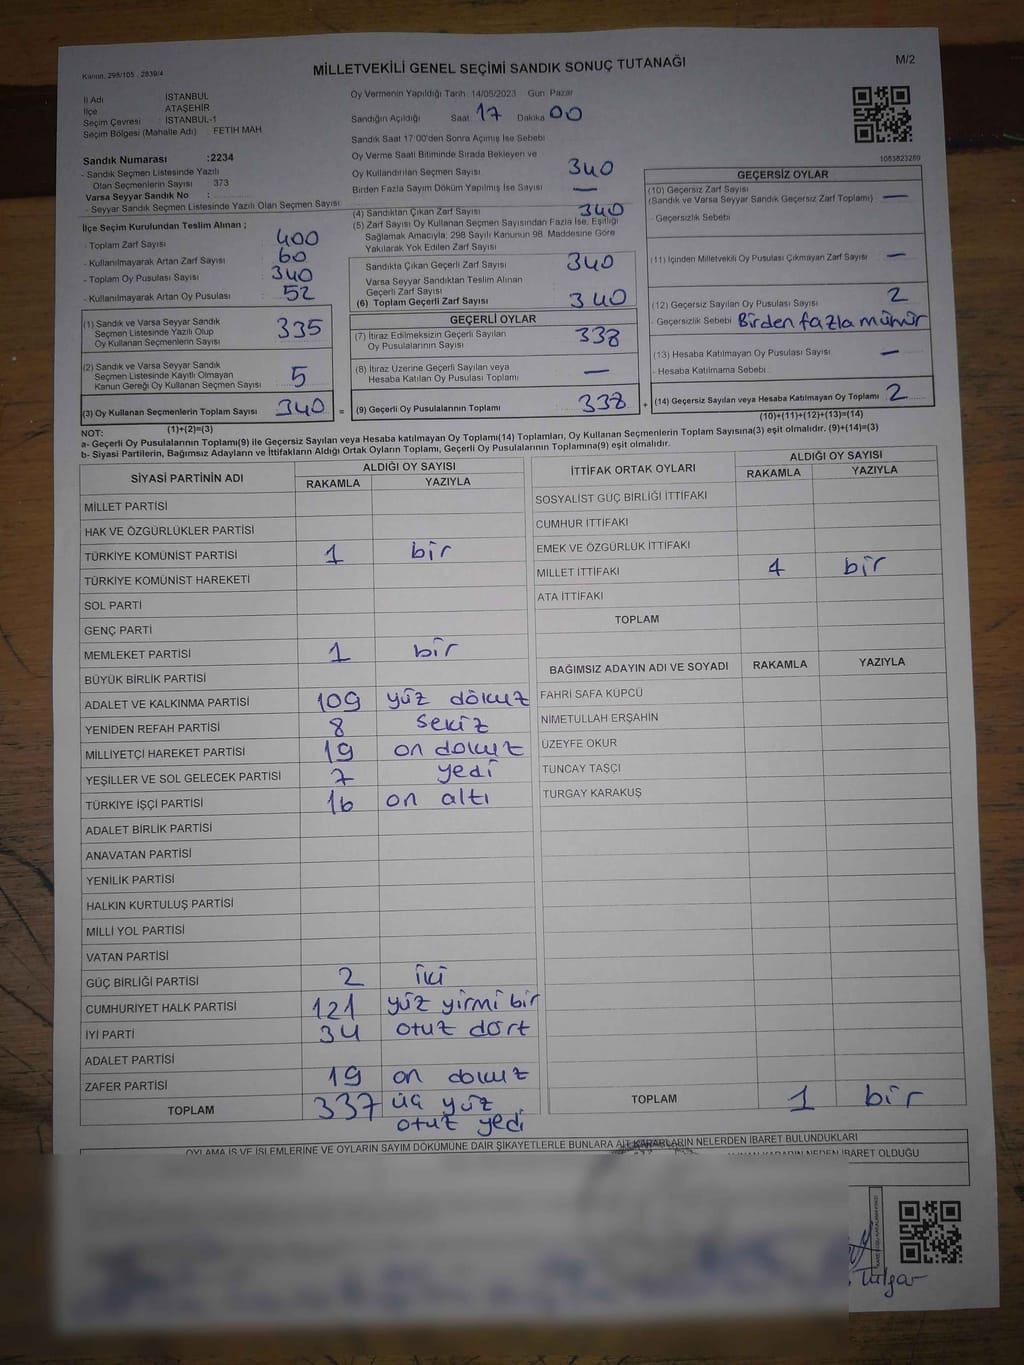 Kanun, 298/105 , 2839/4
MİLLETVEKİLİ GENEL SEÇİMİ SANDIK SONUÇ TUTANAĞI
M/2
İl Adı : İSTANBUL
İlçe : ATAŞEHİR
Seçim Çevresi : İSTANBUL-1
Seçim Bölgesi (Mahalle Adı) : FETİH MAH
Sandık Numarası :2234
- Sandık Seçmen Listesinde Yazılı
Olan Seçmenlerin Sayısı : 373
Varsa Seyyar Sandık No :
- Seyyar Sandık Seçmen Listesinde Yazılı Olan Seçmen Sayısı :
Oy Vermenin Yapıldığı Tarih :14/05/2023 Gün: Pazar
Sandığın Açıldığı Saat: 17 Dakika: 00
Sandık Saat 17:00'den Sonra Açılmış İse Sebebi :
Oy Verme Saati Bitiminde Sırada Bekleyen ve
Oy Kullandırılan Seçmen Sayısı : 340
Birden Fazla Sayım Döküm Yapılmış İse Sayısı : —
1083823289
İlçe Seçim Kurulundan Teslim Alınan ;
- Toplam Zarf Sayısı : 400
- Kullanılmayarak Artan Zarf Sayısı : 60
- Toplam Oy Pusulası Sayısı : 340
- Kullanılmayarak Artan Oy Pusulası : 52
(1) Sandık ve Varsa Seyyar Sandık
Seçmen Listesinde Yazılı Olup
Oy Kullanan Seçmenlerin Sayısı : 335
(2) Sandık ve Varsa Seyyar Sandık
Seçmen Listesinde Kayıtlı Olmayan
Kanun Gereği Oy Kullanan Seçmen Sayısı : 5
(3) Oy Kullanan Seçmenlerin Toplam Sayısı : 340 =
(1)+(2)=(3)
(4) Sandıktan Çıkan Zarf Sayısı : 340
(5) Zarf Sayısı Oy Kullanan Seçmen Sayısından Fazla İse, Eşitliği
Sağlamak Amacıyla, 298 Sayılı Kanunun 98. Maddesine Göre
Yakılarak Yok Edilen Zarf Sayısı :
Sandıkta Çıkan Geçerli Zarf Sayısı : 340
Varsa Seyyar Sandıktan Teslim Alınan
Geçerli Zarf Sayısı :
(6) Toplam Geçerli Zarf Sayısı : 340
GEÇERLİ OYLAR
(7) İtiraz Edilmeksizin Geçerli Sayılan
Oy Pusulalarının Sayısı : 338
(8) İtiraz Üzerine Geçerli Sayılan veya
Hesaba Katılan Oy Pusulası Toplamı : —
(9) Geçerli Oy Pusulalarının Toplamı : 338 +
GEÇERSİZ OYLAR
(10) Geçersiz Zarf Sayısı
(Sandık ve Varsa Seyyar Sandık Geçersiz Zarf Toplamı) : —
- Geçersizlik Sebebi :
(11) İçinden Milletvekili Oy Pusulası Çıkmayan Zarf Sayısı : —
(12) Geçersiz Sayılan Oy Pusulası Sayısı : 2
- Geçersizlik Sebebi : Birden fazla mühür
(13) Hesaba Katılmayan Oy Pusulası Sayısı : —
- Hesaba Katılmama Sebebi :
(14) Geçersiz Sayılan veya Hesaba Katılmayan Oy Toplamı : 2
(10)+(11)+(12)+(13)=(14)
NOT:
a- Geçerli Oy Pusulalarının Toplamı(9) ile Geçersiz Sayılan veya Hesaba katılmayan Oy Toplamı(14) Toplamları, Oy Kullanan Seçmenlerin Toplam Sayısına(3) eşit olmalıdır. (9)+(14)=(3)
b- Siyasi Partilerin, Bağımsız Adayların ve İttifakların Aldığı Ortak Oyların Toplamı, Geçerli Oy Pusulalarının Toplamına(9) eşit olmalıdır.
SİYASİ PARTİNİN ADI ALDIĞI OY SAYISI
RAKAMLA YAZIYLA
MİLLET PARTİSİ
HAK VE ÖZGÜRLÜKLER PARTİSİ
TÜRKİYE KOMÜNİST PARTİSİ 1 bir
TÜRKİYE KOMÜNİST HAREKETİ
SOL PARTİ
GENÇ PARTİ
MEMLEKET PARTİSİ 1 bir
BÜYÜK BİRLİK PARTİSİ
ADALET VE KALKINMA PARTİSİ 109 yüz dokuz
YENİDEN REFAH PARTİSİ 8 sekiz
MİLLİYETÇİ HAREKET PARTİSİ 19 on dokuz
YEŞİLLER VE SOL GELECEK PARTİSİ 7 yedi
TÜRKİYE İŞÇİ PARTİSİ 16 on altı
ADALET BİRLİK PARTİSİ
ANAVATAN PARTİSİ
YENİLİK PARTİSİ
HALKIN KURTULUŞ PARTİSİ
MİLLİ YOL PARTİSİ
VATAN PARTİSİ
GÜÇ BİRLİĞİ PARTİSİ 2 iki
CUMHURİYET HALK PARTİSİ 121 yüz yirmi bir
İYİ PARTİ 34 otuz dört
ADALET PARTİSİ
ZAFER PARTİSİ 19 on dokuz
TOPLAM 337 üç yüz
otuz yedi
İTTİFAK ORTAK OYLARI ALDIĞI OY SAYISI
RAKAMLA YAZIYLA
SOSYALİST GÜÇ BİRLİĞİ İTTİFAKI
CUMHUR İTTİFAKI
EMEK VE ÖZGÜRLÜK İTTİFAKI
MİLLET İTTİFAKI 1 bir
ATA İTTİFAKI
TOPLAM
BAĞIMSIZ ADAYIN ADI VE SOYADI RAKAMLA YAZIYLA
FAHRİ SAFA KÜPCÜ
NİMETULLAH ERŞAHİN
ÜZEYFE OKUR
TUNCAY TAŞÇI
TURGAY KARAKUŞ
TOPLAM 1 bir
OYLAMA İŞ VE İŞLEMLERİNE VE OYLARIN SAYIM DÖKÜMÜNE DAİR ŞİKAYETLERLE BUNLARA AİT KARARLARIN NELERDEN İBARET BULUNDUKLARI
KARARIN NEDEN İBARET OLDUĞU
Tulgar